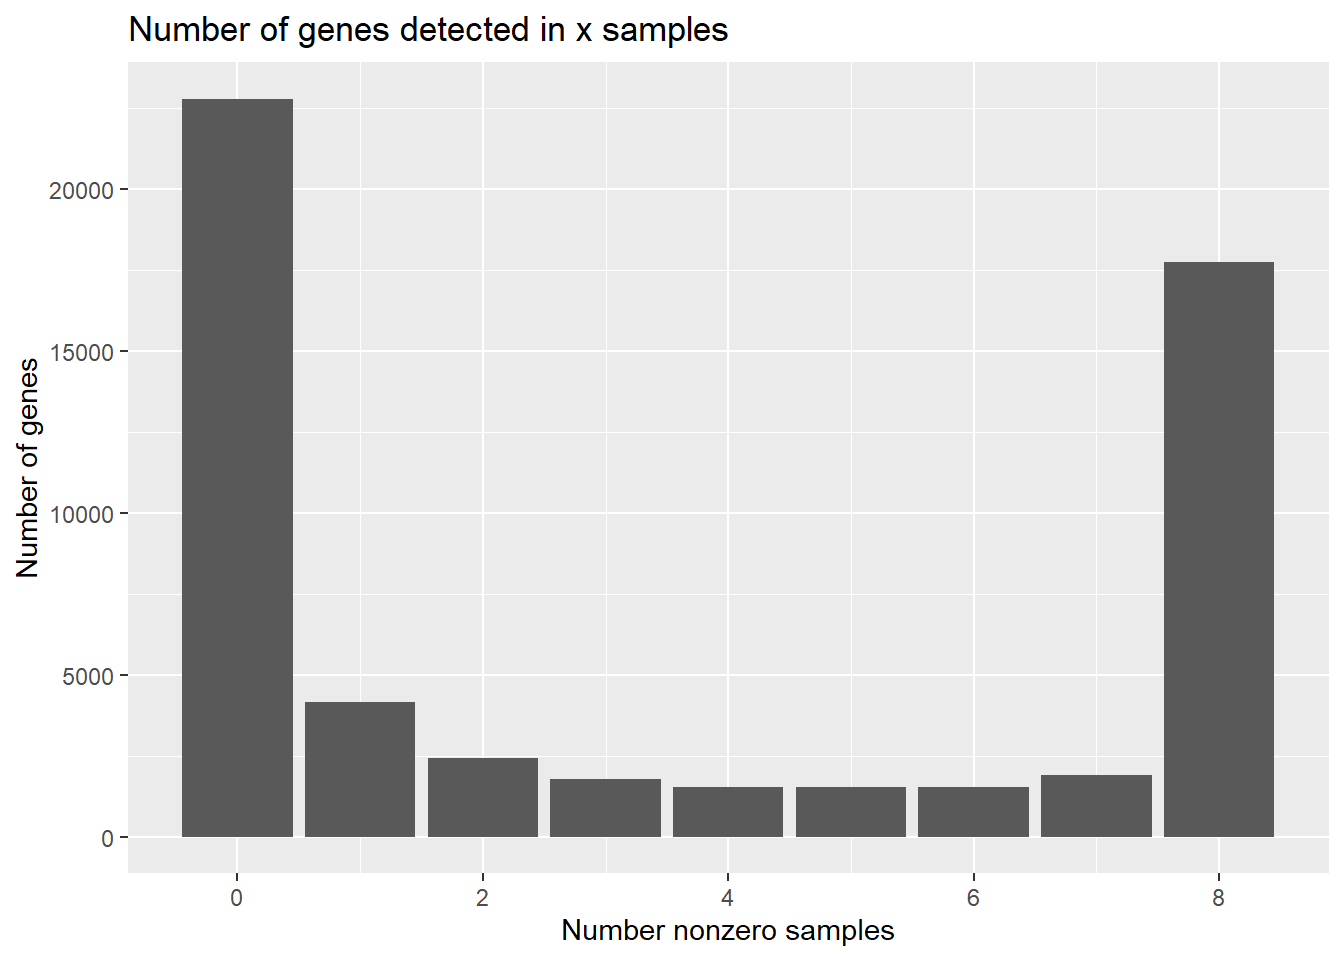 Number of genes detected in x samples
Number of genes
20000
15000
10000
5000
0
0 2 4 6 8
Number nonzero samples